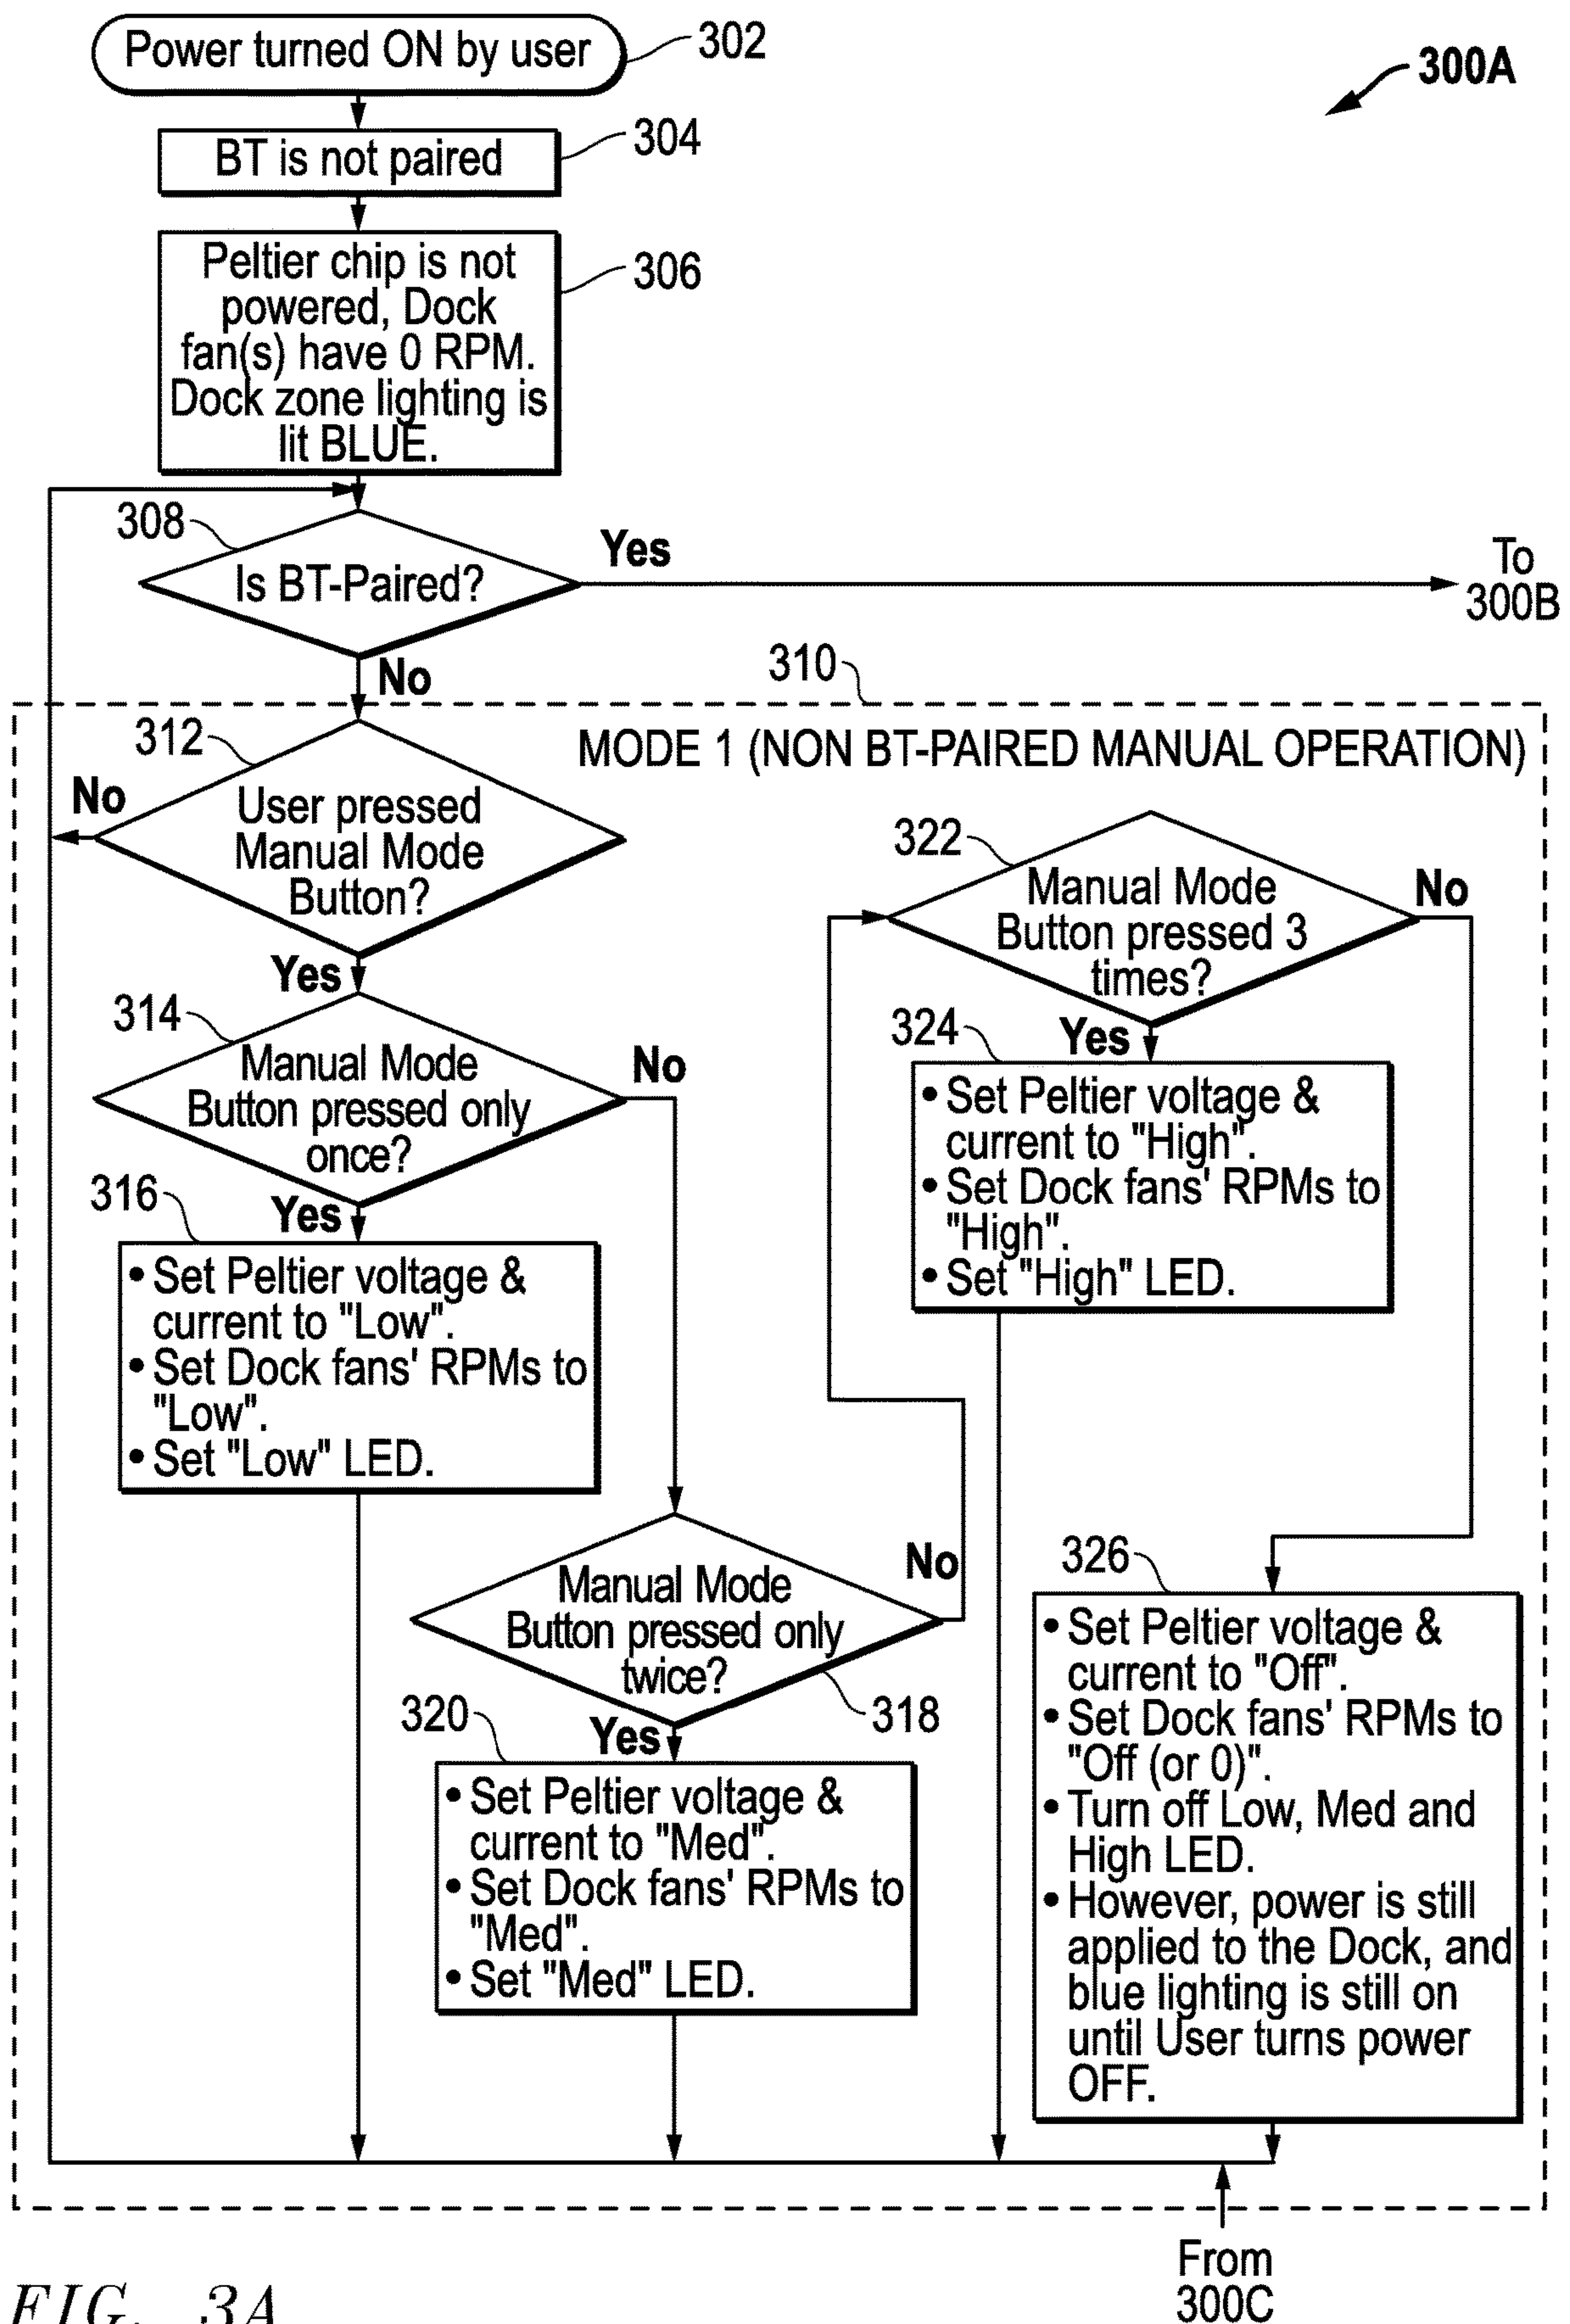 Power turned ON by user
302
300A
BT is not paired
304
Peltier chip is not
powered, Dock
fan(s) have 0 RPM.
Dock zone lighting is
lit BLUE.
306
308
Is BT-Paired?
Yes
To
300B
No
310
MODE 1 (NON BT-PAIRED MANUAL OPERATION)
312
User pressed
Manual Mode
Button?
No
Yes
314
Manual Mode
Button pressed only
once?
No
Yes
316
• Set Peltier voltage &
current to "Low".
• Set Dock fans' RPMs to
"Low".
• Set "Low" LED.
Manual Mode
Button pressed only
twice?
318
No
Yes
320
• Set Peltier voltage &
current to "Med".
• Set Dock fans' RPMs to
"Med".
• Set "Med" LED.
322
Manual Mode
Button pressed 3
times?
No
Yes
324
• Set Peltier voltage &
current to "High".
• Set Dock fans' RPMs to
"High".
• Set "High" LED.
326
• Set Peltier voltage &
current to "Off".
• Set Dock fans' RPMs to
"Off (or 0)".
• Turn off Low, Med and
High LED.
• However, power is still
applied to the Dock, and
blue lighting is still on
until User turns power
OFF.
From
300C
FIG. 3A